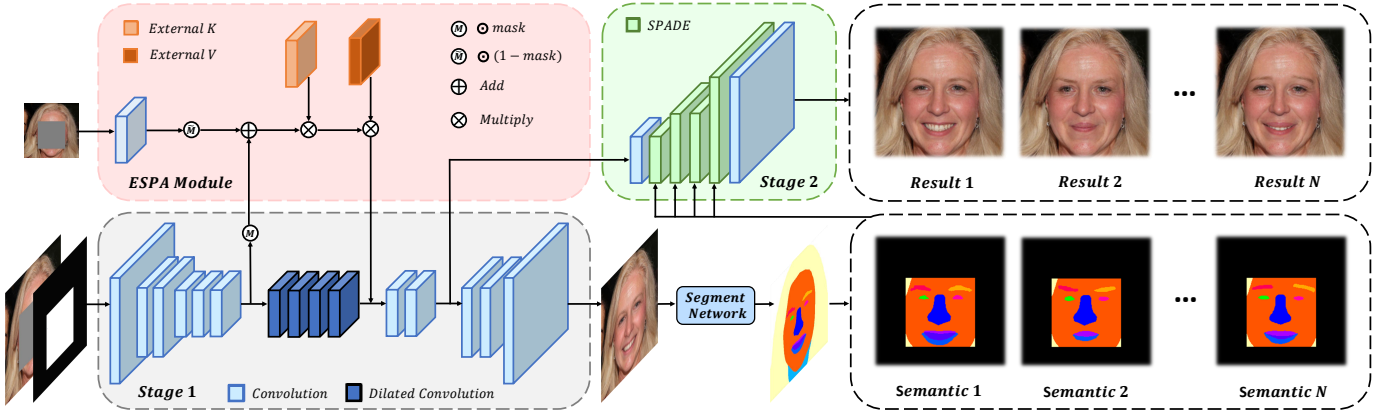 External K
External V
M ⊙ mask
M̄ ⊙ (1 − mask)
⊕ Add
⊗ Multiply
M̄
ESPA Module
SPADE
Stage 2
Result 1
Result 2
...
Result N
M
Stage 1
Convolution
Dilated Convolution
Segment
Network
Semantic 1
Semantic 2
...
Semantic N